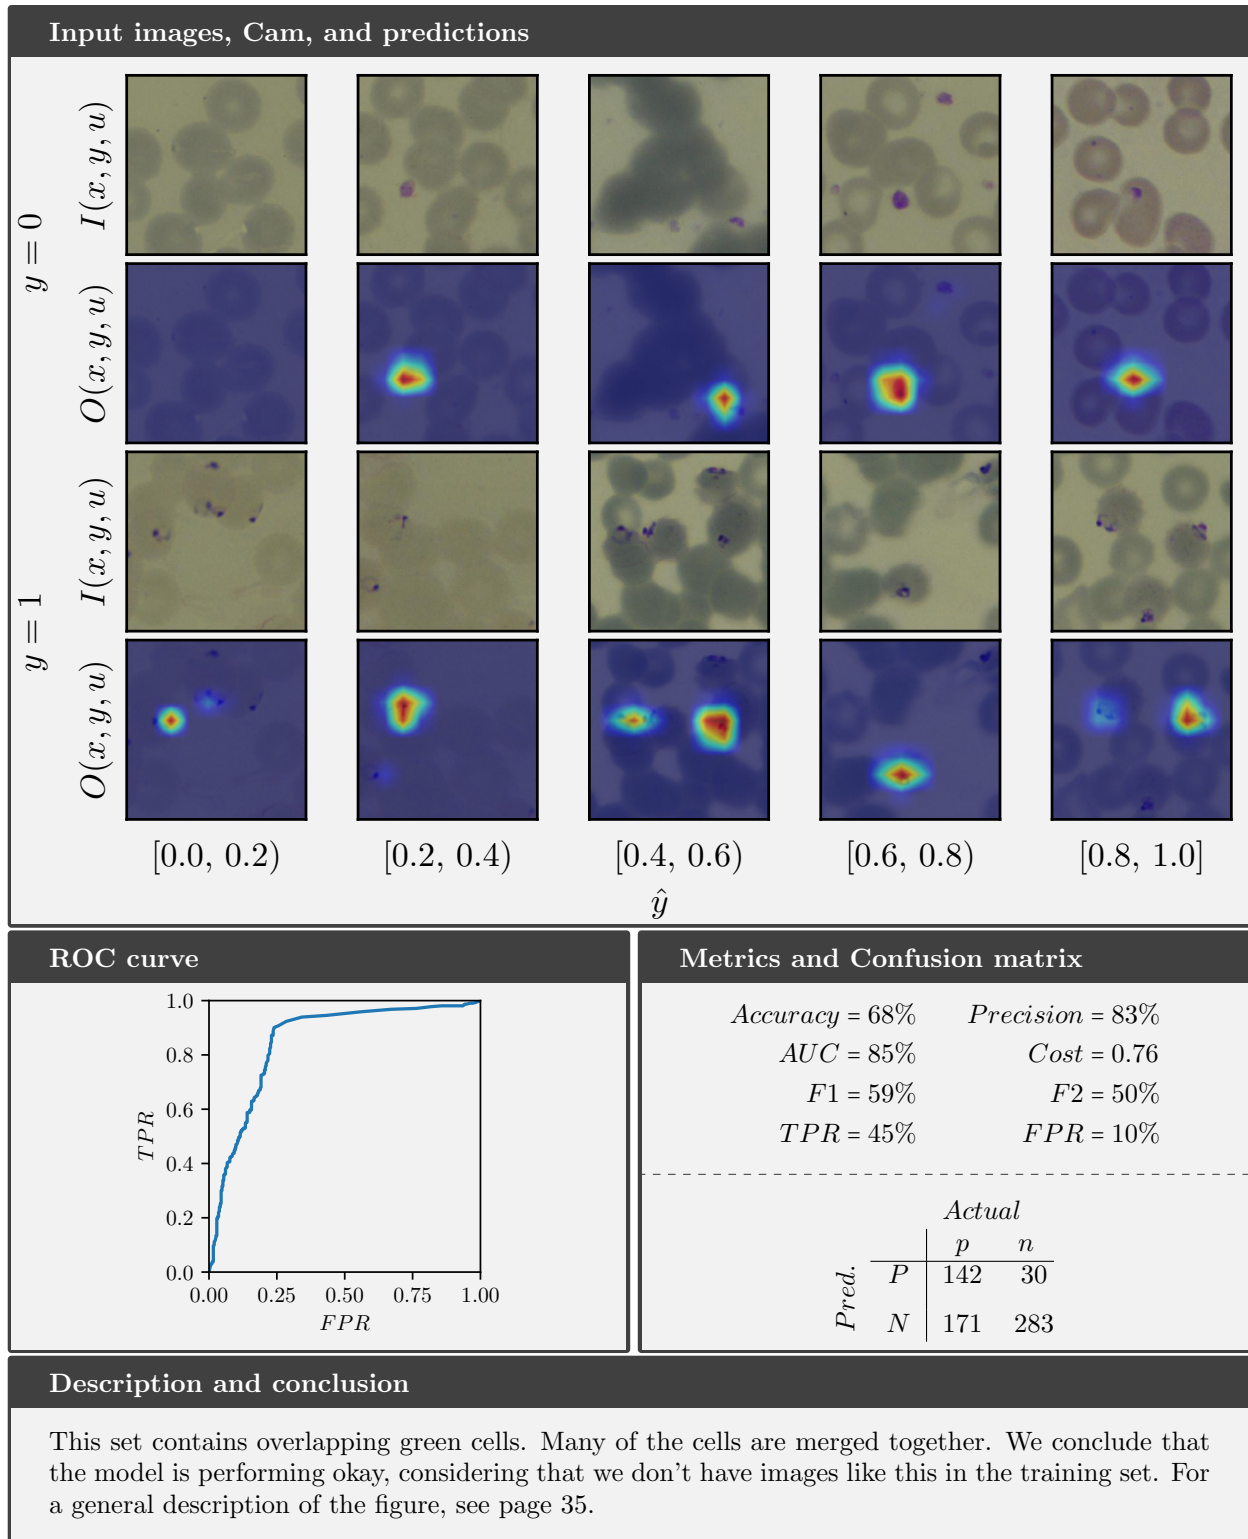 Input images, Cam, and predictions
y = 0
I(x, y, u)
O(x, y, u)
y = 1
I(x, y, u)
O(x, y, u)
[0.0, 0.2)
[0.2, 0.4)
[0.4, 0.6)
[0.6, 0.8)
[0.8, 1.0]
ŷ
ROC curve
TPR
1.0
0.8
0.6
0.4
0.2
0.0
0.00
0.25
0.50
0.75
1.00
FPR
Metrics and Confusion matrix
Accuracy = 68% Precision = 83%
AUC = 85% Cost = 0.76
F1 = 59% F2 = 50%
TPR = 45% FPR = 10%
Actual
p n
Pred.
P 142 30
N 171 283
Description and conclusion
This set contains overlapping green cells. Many of the cells are merged together. We conclude that
the model is performing okay, considering that we don't have images like this in the training set. For
a general description of the figure, see page 35.